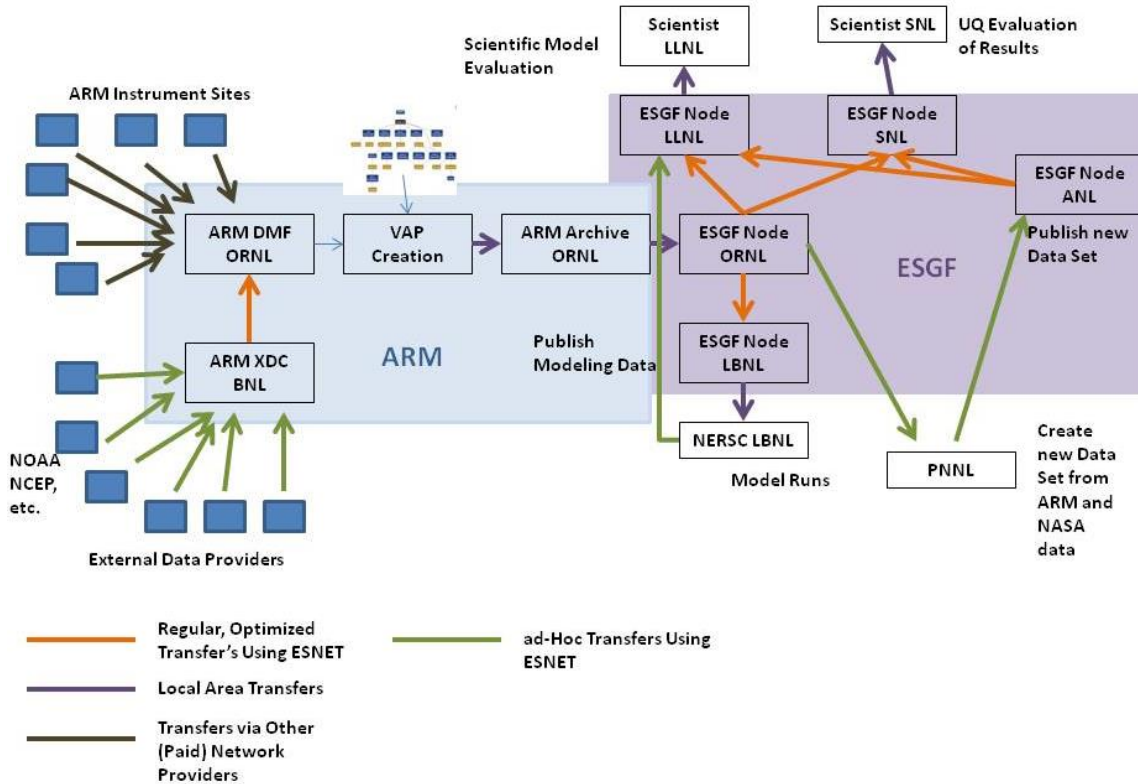 Scientific Model
Evaluation
Scientist
LLNL
Scientist SNL
UQ Evaluation
of Results
ARM Instrument Sites
ESGF Node
LLNL
ESGF Node
SNL
ESGF Node
ANL
Publish new
Data Set
ARM DMF
ORNL
VAP
Creation
ARM Archive
ORNL
ESGF Node
ORNL
ESGF
ARM XDC
BNL
ARM
Publish
Modeling Data
ESGF Node
LBNL
NERSC LBNL
Model Runs
PNNL
Create
new Data
Set from
ARM and
NASA
data
NOAA
NCEP,
etc.
External Data Providers
Regular, Optimized
Transfer's Using ESNET
ad-Hoc Transfers Using
ESNET
Local Area Transfers
Transfers via Other
(Paid) Network
Providers